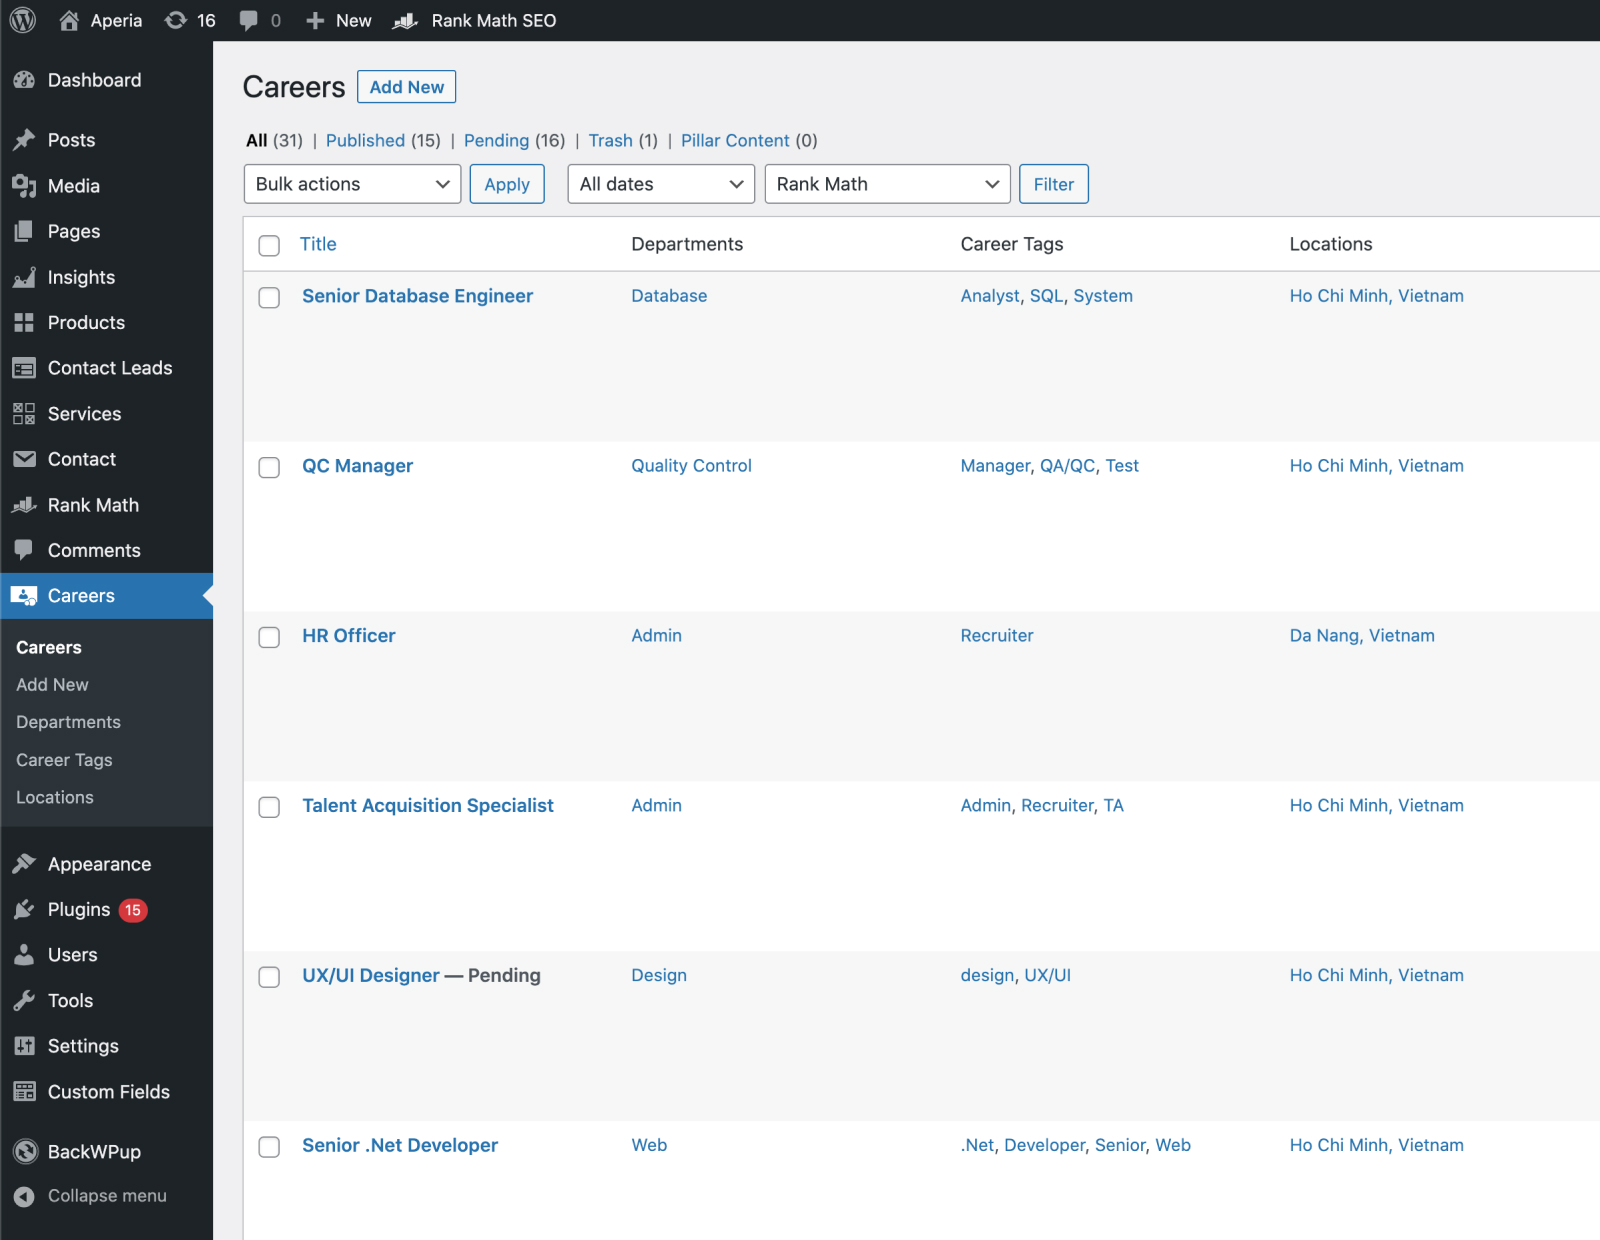 Aperia 16 0 New Rank Math SEO
Dashboard
Posts
Media
Pages
Insights
Products
Contact Leads
Services
Contact
Rank Math
Comments
Careers
Careers
Add New
Departments
Career Tags
Locations
Appearance
Plugins 15
Users
Tools
Settings
Custom Fields
BackWPup
Collapse menu
Careers Add New
All (31) | Published (15) | Pending (16) | Trash (1) | Pillar Content (0)
Bulk actions Apply All dates Rank Math Filter
Title Departments Career Tags Locations
Senior Database Engineer Database Analyst, SQL, System Ho Chi Minh, Vietnam
QC Manager Quality Control Manager, QA/QC, Test Ho Chi Minh, Vietnam
HR Officer Admin Recruiter Da Nang, Vietnam
Talent Acquisition Specialist Admin Admin, Recruiter, TA Ho Chi Minh, Vietnam
UX/UI Designer — Pending Design design, UX/UI Ho Chi Minh, Vietnam
Senior .Net Developer Web .Net, Developer, Senior, Web Ho Chi Minh, Vietnam